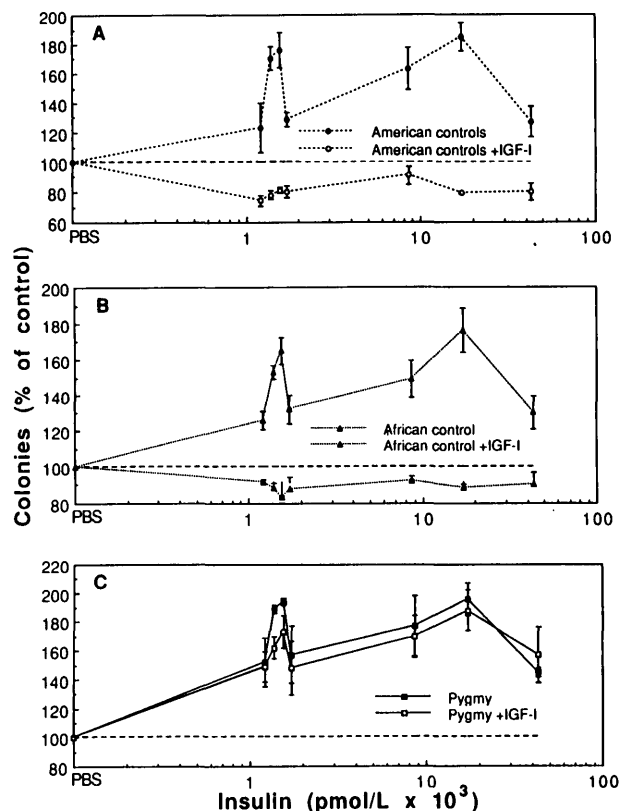 A
200
180
160
140
120
100
80
60
American controls
American controls +IGF-I
PBS
1
10
100
Colonies (% of control)
B
200
180
160
140
120
100
80
African control
African control +IGF-I
PBS
1
10
100
C
220
200
180
160
140
120
100
80
Pygmy
Pygmy +IGF-I
PBS
1
10
100
Insulin (pmol/L x 10³)